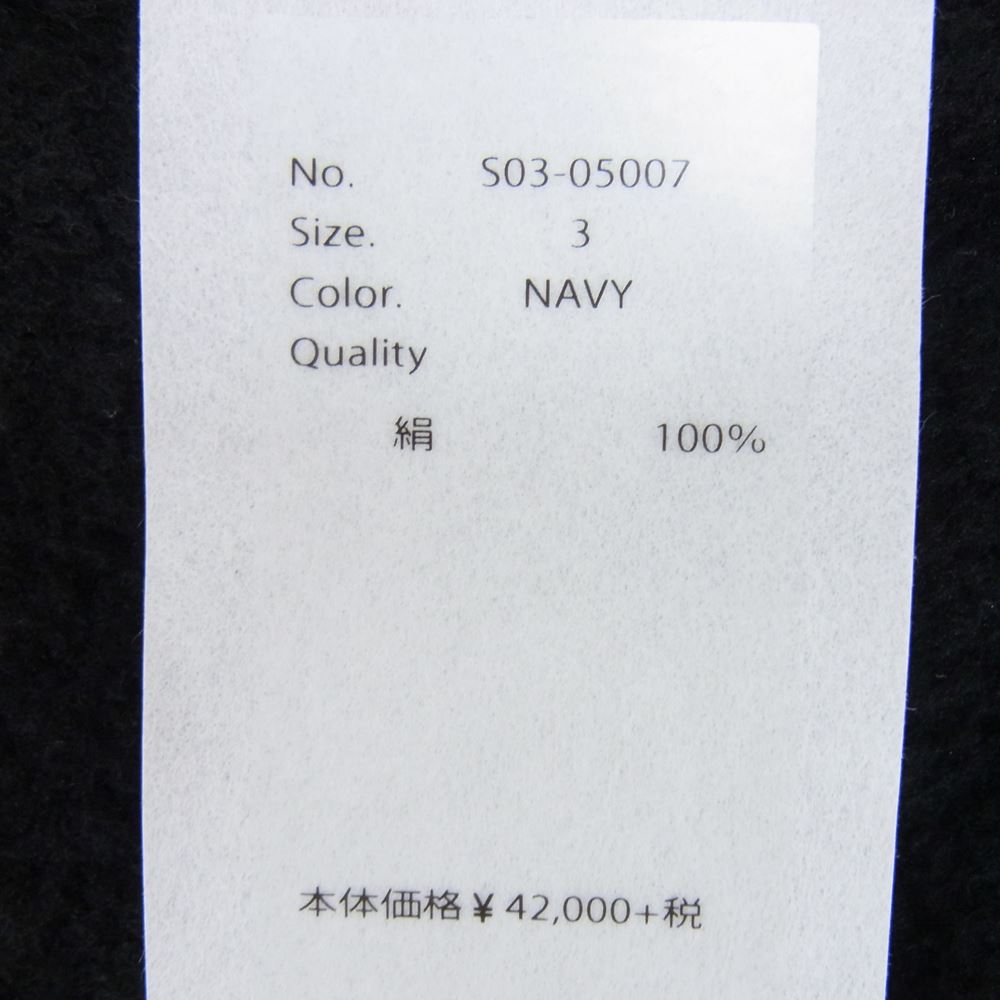 No. S03-05007
Size. 3
Color. NAVY
Quality
絹 100%
本体価格¥42,000+税